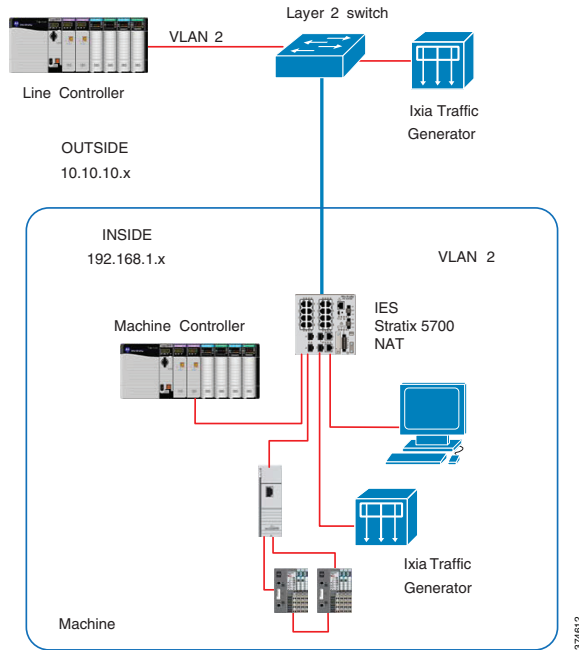 Layer 2 switch
VLAN 2
Line Controller
Ixia Traffic
Generator
OUTSIDE
10.10.10.x
INSIDE
192.168.1.x
VLAN 2
IES
Stratix 5700
NAT
Machine Controller
Ixia Traffic
Generator
Machine
374612